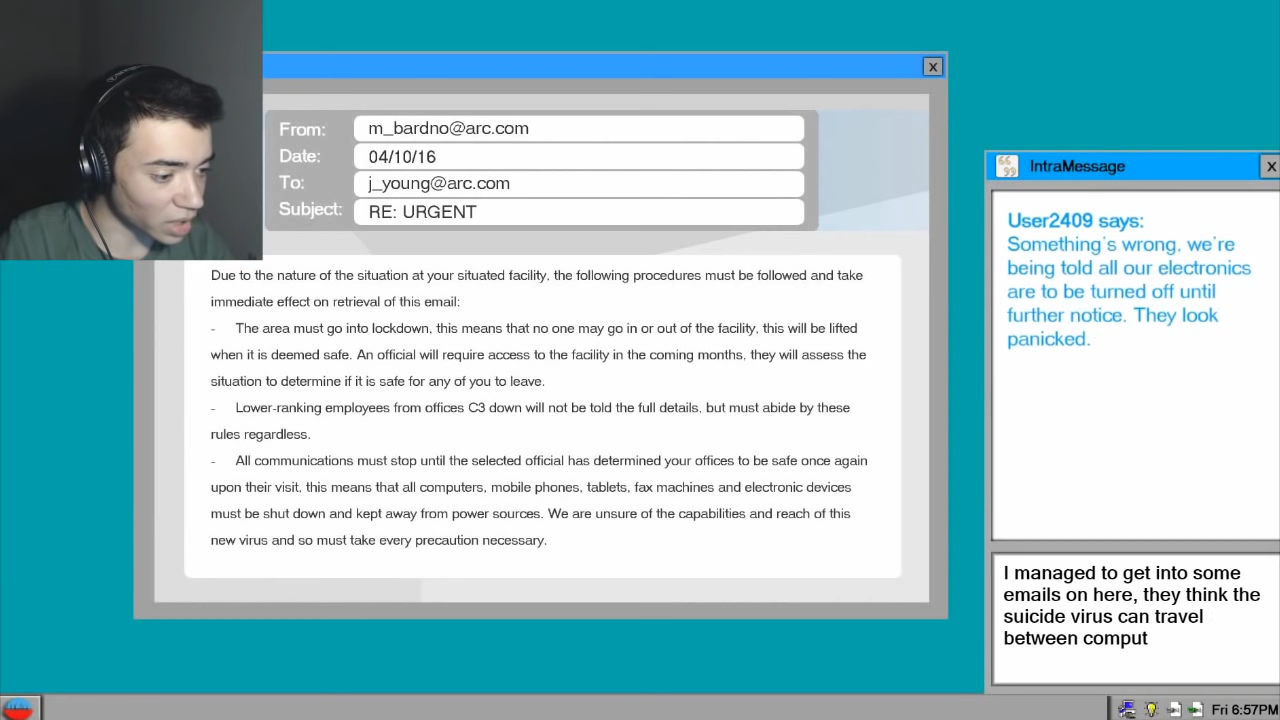 X
From: m_bardno@arc.com
Date: 04/10/16
To: j_young@arc.com
Subject: RE: URGENT
Due to the nature of the situation at your situated facility, the following procedures must be followed and take
immediate effect on retrieval of this email:
- The area must go into lockdown, this means that no one may go in or out of the facility, this will be lifted
when it is deemed safe. An official will require access to the facility in the coming months, they will assess the
situation to determine if it is safe for any of you to leave.
- Lower-ranking employees from offices C3 down will not be told the full details, but must abide by these
rules regardless.
- All communications must stop until the selected official has determined your offices to be safe once again
upon their visit, this means that all computers, mobile phones, tablets, fax machines and electronic devices
must be shut down and kept away from power sources. We are unsure of the capabilities and reach of this
new virus and so must take every precaution necessary.
IntraMessage X
User2409 says:
Something's wrong, we're
being told all our electronics
are to be turned off until
further notice. They look
panicked.
I managed to get into some
emails on here, they think the
suicide virus can travel
between comput
Fri 6:57PM